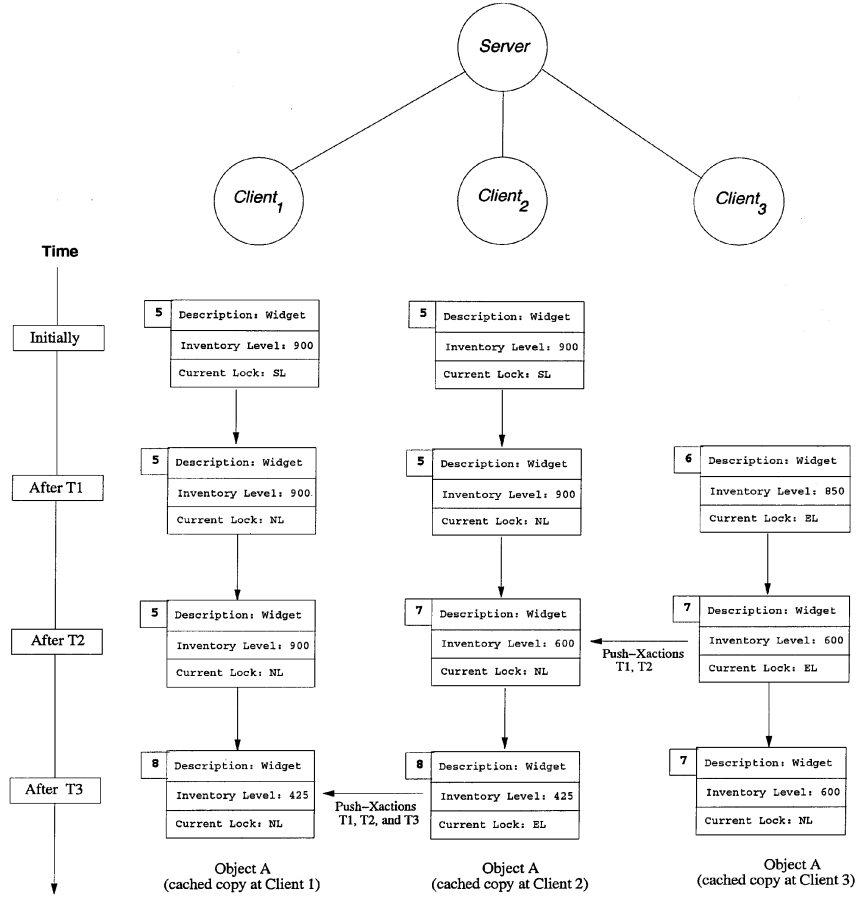 Server
Client1
Client2
Client3
Time
Initially
5
Description: Widget
Inventory Level: 900
Current Lock: SL
5
Description: Widget
Inventory Level: 900
Current Lock: SL
After T1
5
Description: Widget
Inventory Level: 900
Current Lock: NL
5
Description: Widget
Inventory Level: 900
Current Lock: NL
6
Description: Widget
Inventory Level: 850
Current Lock: EL
After T2
5
Description: Widget
Inventory Level: 900
Current Lock: NL
7
Description: Widget
Inventory Level: 600
Current Lock: NL
Push-Xactions
T1, T2
7
Description: Widget
Inventory Level: 600
Current Lock: EL
After T3
8
Description: Widget
Inventory Level: 425
Current Lock: NL
Push-Xactions
T1, T2, and T3
8
Description: Widget
Inventory Level: 425
Current Lock: EL
7
Description: Widget
Inventory Level: 600
Current Lock: NL
Object A
(cached copy at Client 1)
Object A
(cached copy at Client 2)
Object A
(cached copy at Client 3)